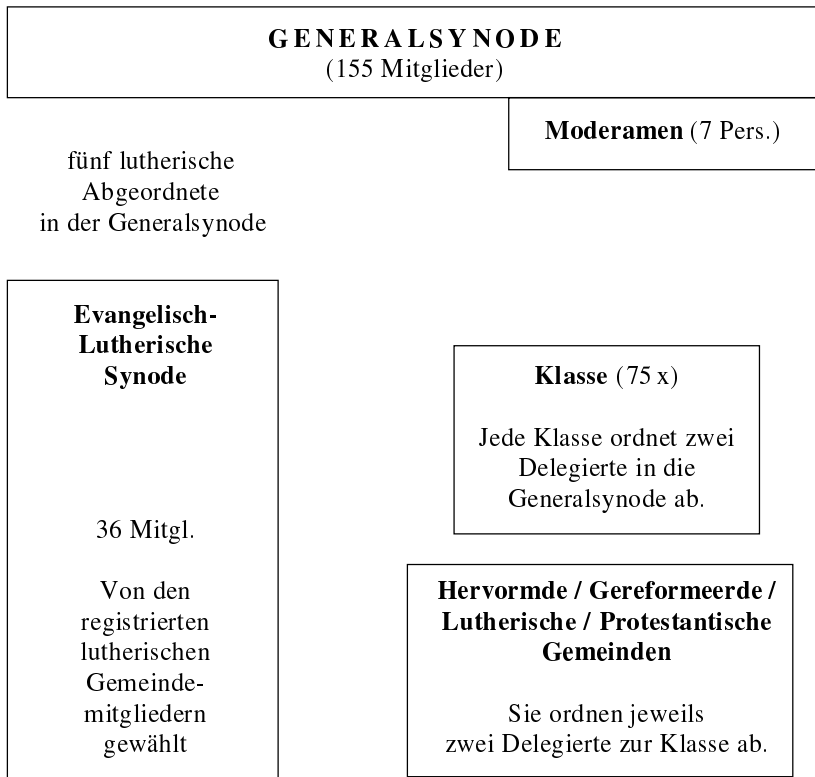 GENERALSYNODE
(155 Mitglieder)
Moderamen (7 Pers.)
fünf lutherische
Abgeordnete
in der Generalsynode
Evangelisch-
Lutherische
Synode
36 Mitgl.
Von den
registrierten
lutherischen
Gemeinde-
mitgliedern
gewählt
Klasse (75 x)
Jede Klasse ordnet zwei
Delegierte in die
Generalsynode ab.
Hervormde / Gereformeerde /
Lutherische / Protestantische
Gemeinden
Sie ordnen jeweils
zwei Delegierte zur Klasse ab.